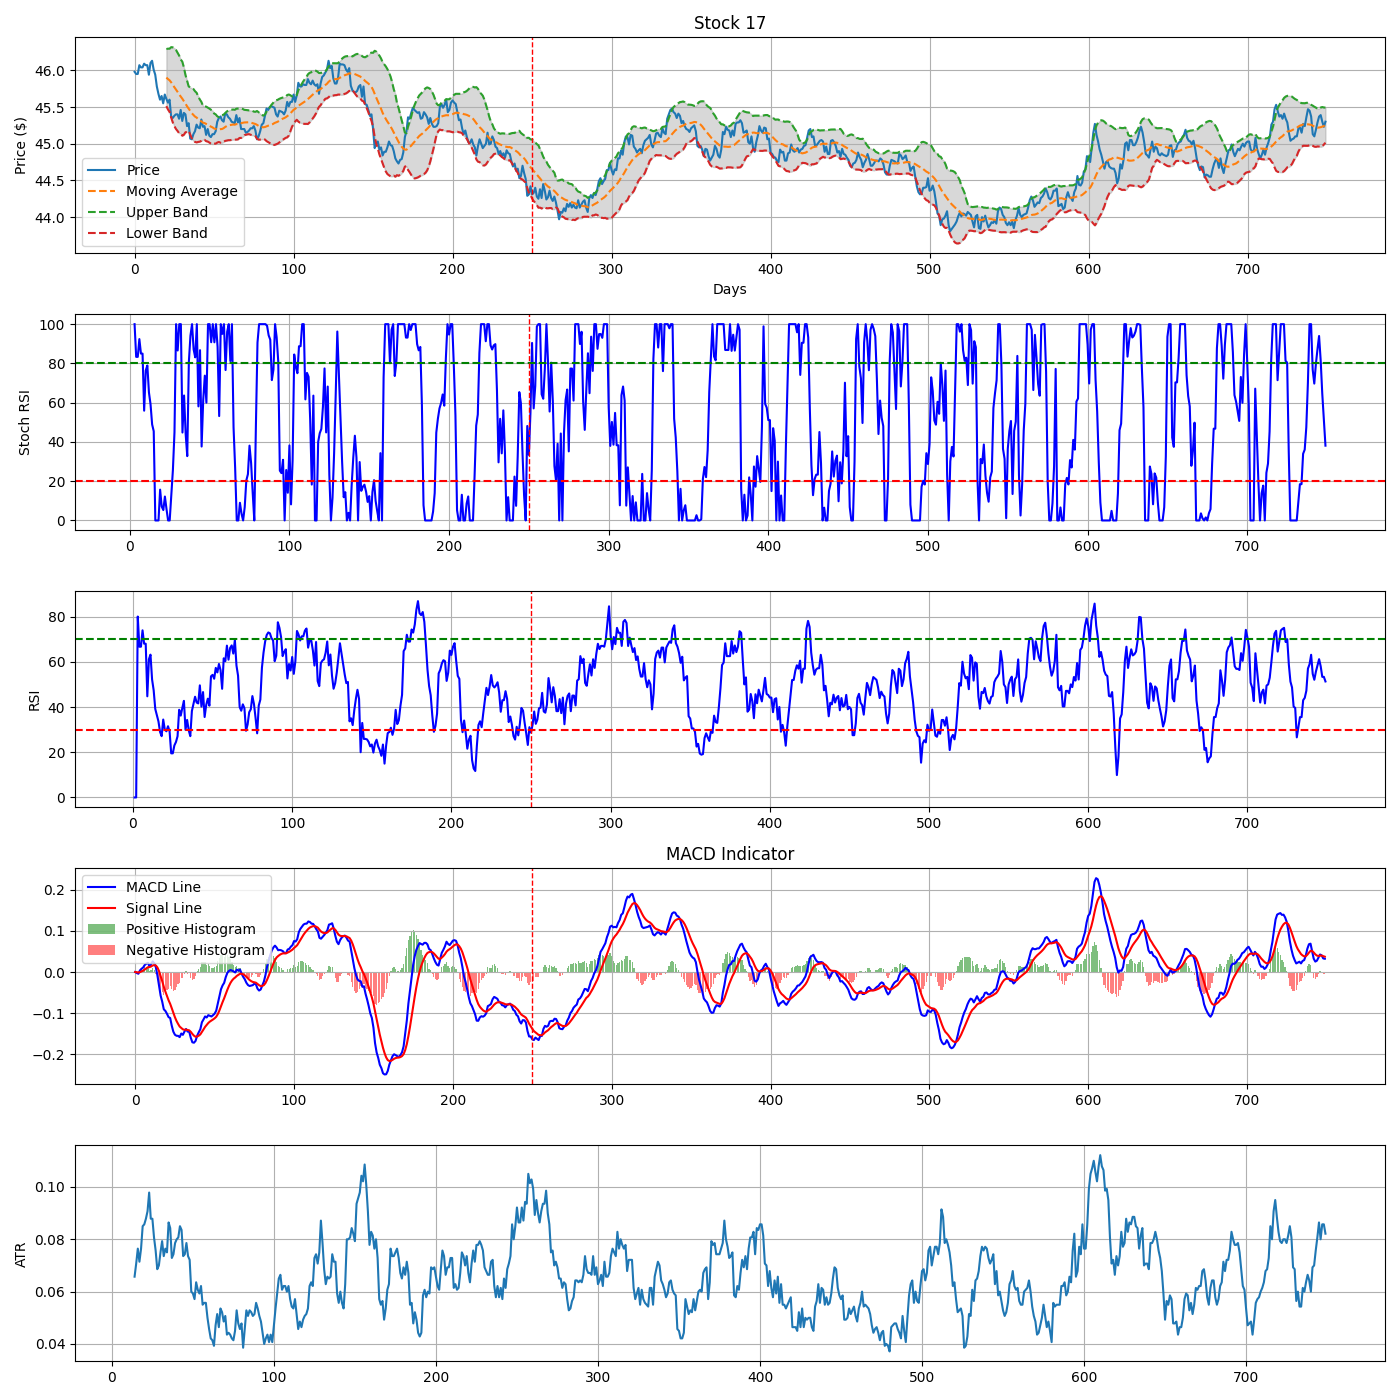 Stock 17
Price ($)
46.0
45.5
45.0
44.5
44.0
Price
Moving Average
Upper Band
Lower Band
0 100 200 300 400 500 600 700
Days
Stoch RSI
100
80
60
40
20
0
0 100 200 300 400 500 600 700
RSI
80
60
40
20
0
0 100 200 300 400 500 600 700
MACD Indicator
0.2
0.1
0.0
−0.1
−0.2
MACD Line
Signal Line
Positive Histogram
Negative Histogram
0 100 200 300 400 500 600 700
ATR
0.10
0.08
0.06
0.04
0 100 200 300 400 500 600 700